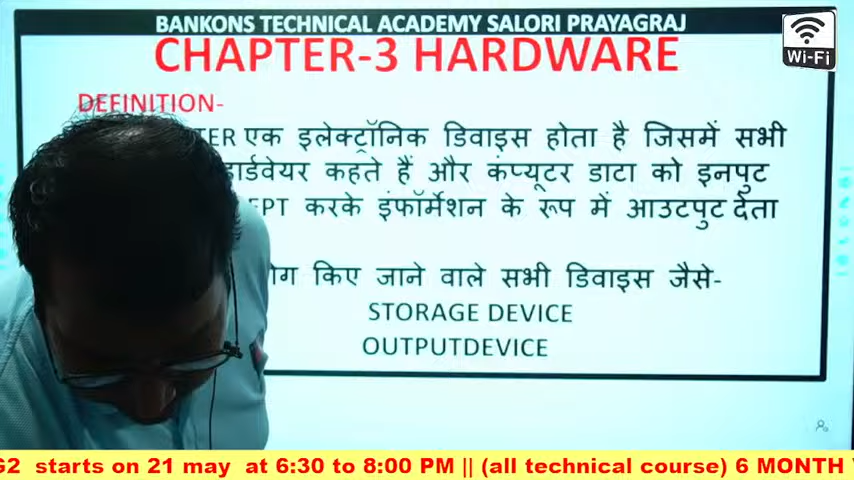 BANKONS TECHNICAL ACADEMY SALORI PRAYAGRAJ
CHAPTER-3 HARDWARE
Wi-Fi
DEFINITION-
एक इलेक्ट्रॉनिक डिवाइस होता है जिसमें सभी
हार्डवेयर कहते हैं और कंप्यूटर डाटा को इनपुट
करके इंफॉर्मेशन के रूप में आउटपुट देता
किए जाने वाले सभी डिवाइस जैसे-
STORAGE DEVICE
OUTPUTDEVICE
starts on 21 may at 6:30 to 8:00 PM || (all technical course) 6 MONTH